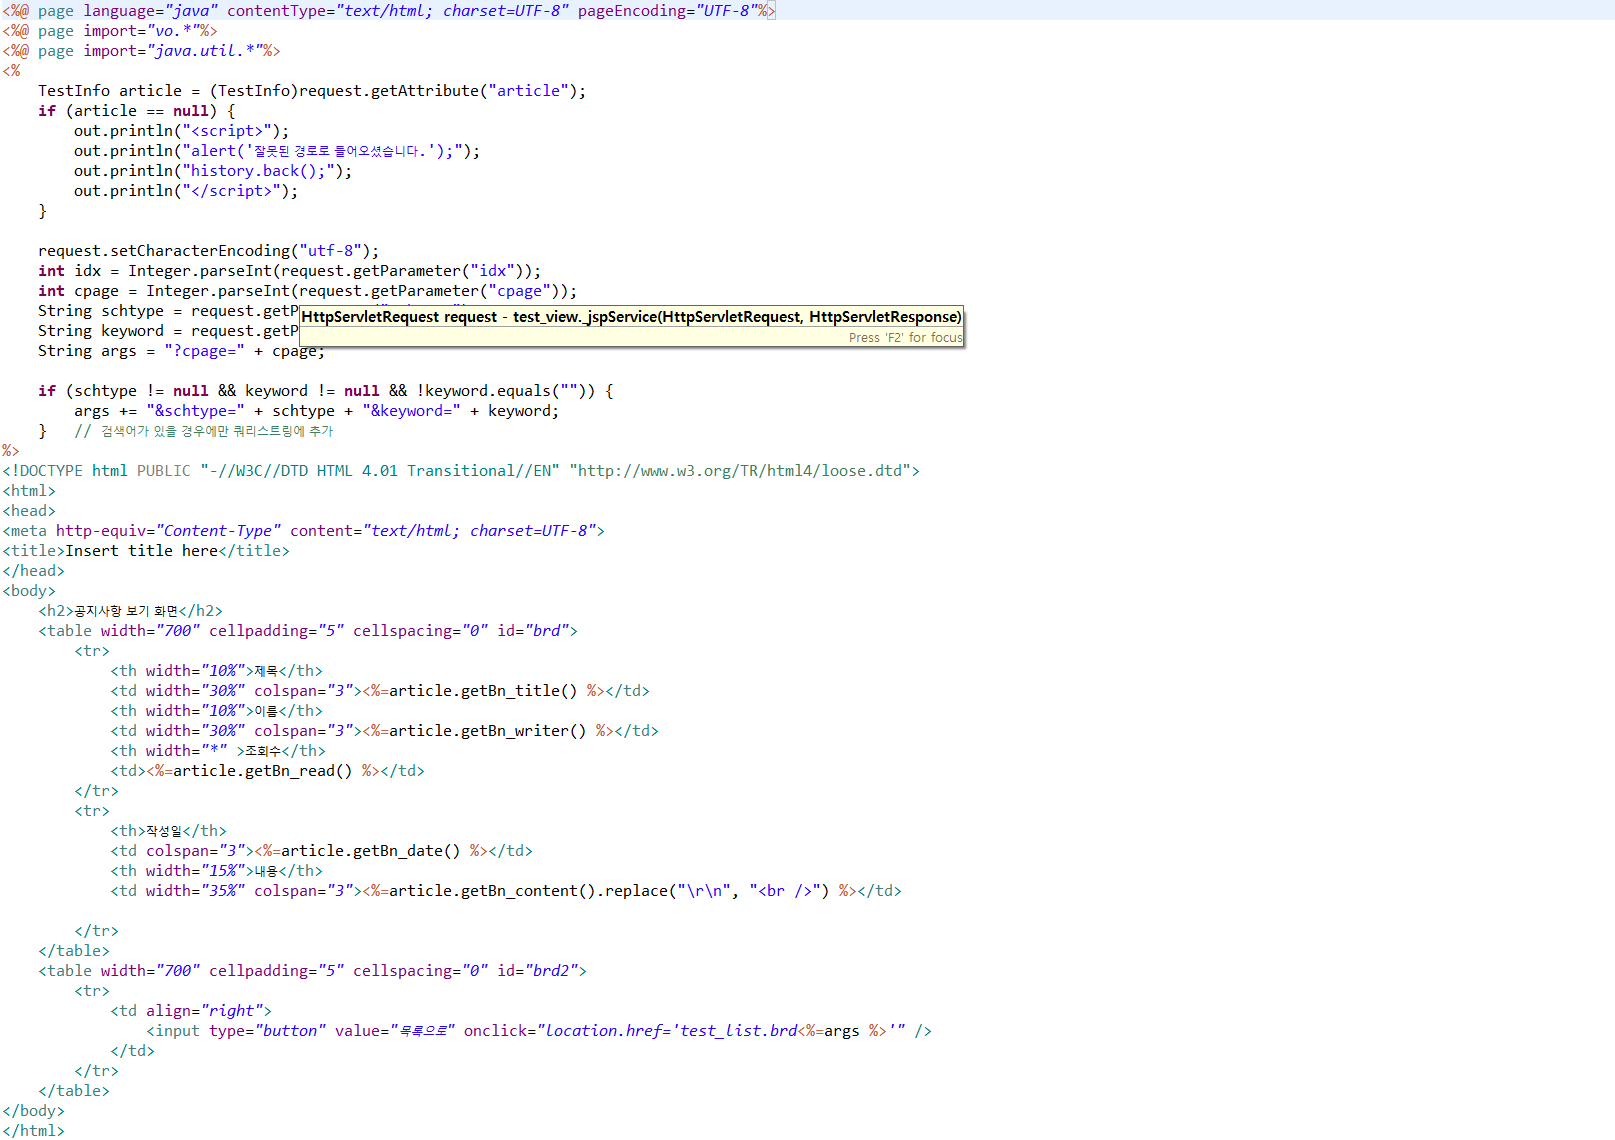 <%@ page language="java" contentType="text/html; charset=UTF-8" pageEncoding="UTF-8"%>
<%@ page import="vo.*"%>
<%@ page import="java.util.*"%>
<%
    TestInfo article = (TestInfo)request.getAttribute("article");
    if (article == null) {
        out.println("<script>");
        out.println("alert('잘못된 경로로 들어오셨습니다.');");
        out.println("history.back();");
        out.println("</script>");
    }
    request.setCharacterEncoding("utf-8");
    int idx = Integer.parseInt(request.getParameter("idx"));
    int cpage = Integer.parseInt(request.getParameter("cpage"));
    String schtype = request.getP
HttpServletRequest request - test_view._jspService(HttpServletRequest, HttpServletResponse)
    String keyword = request.getP
Press 'F2' for focus
    String args = "?cpage=" + cpage;
    if (schtype != null && keyword != null && !keyword.equals("")) {
        args += "&schtype=" + schtype + "&keyword=" + keyword;
    }   // 검색어가 있을 경우에만 쿼리스트링에 추가
%>
<!DOCTYPE html PUBLIC "-//W3C//DTD HTML 4.01 Transitional//EN" "http://www.w3.org/TR/html4/loose.dtd">
<html>
<head>
<meta http-equiv="Content-Type" content="text/html; charset=UTF-8">
<title>Insert title here</title>
</head>
<body>
    <h2>공지사항 보기 화면</h2>
    <table width="700" cellpadding="5" cellspacing="0" id="brd">
        <tr>
            <th width="10%">제목</th>
            <td width="30%" colspan="3"><%=article.getBn_title() %></td>
            <th width="10%">이름</th>
            <td width="30%" colspan="3"><%=article.getBn_writer() %></td>
            <th width="*" >조회수</th>
            <td><%=article.getBn_read() %></td>
        </tr>
        <tr>
            <th>작성일</th>
            <td colspan="3"><%=article.getBn_date() %></td>
            <th width="15%">내용</th>
            <td width="35%" colspan="3"><%=article.getBn_content().replace("\r\n", "<br />") %></td>
        </tr>
    </table>
    <table width="700" cellpadding="5" cellspacing="0" id="brd2">
        <tr>
            <td align="right">
                <input type="button" value="목록으로" onclick="location.href='test_list.brd<%=args %>'" />
            </td>
        </tr>
    </table>
</body>
</html>